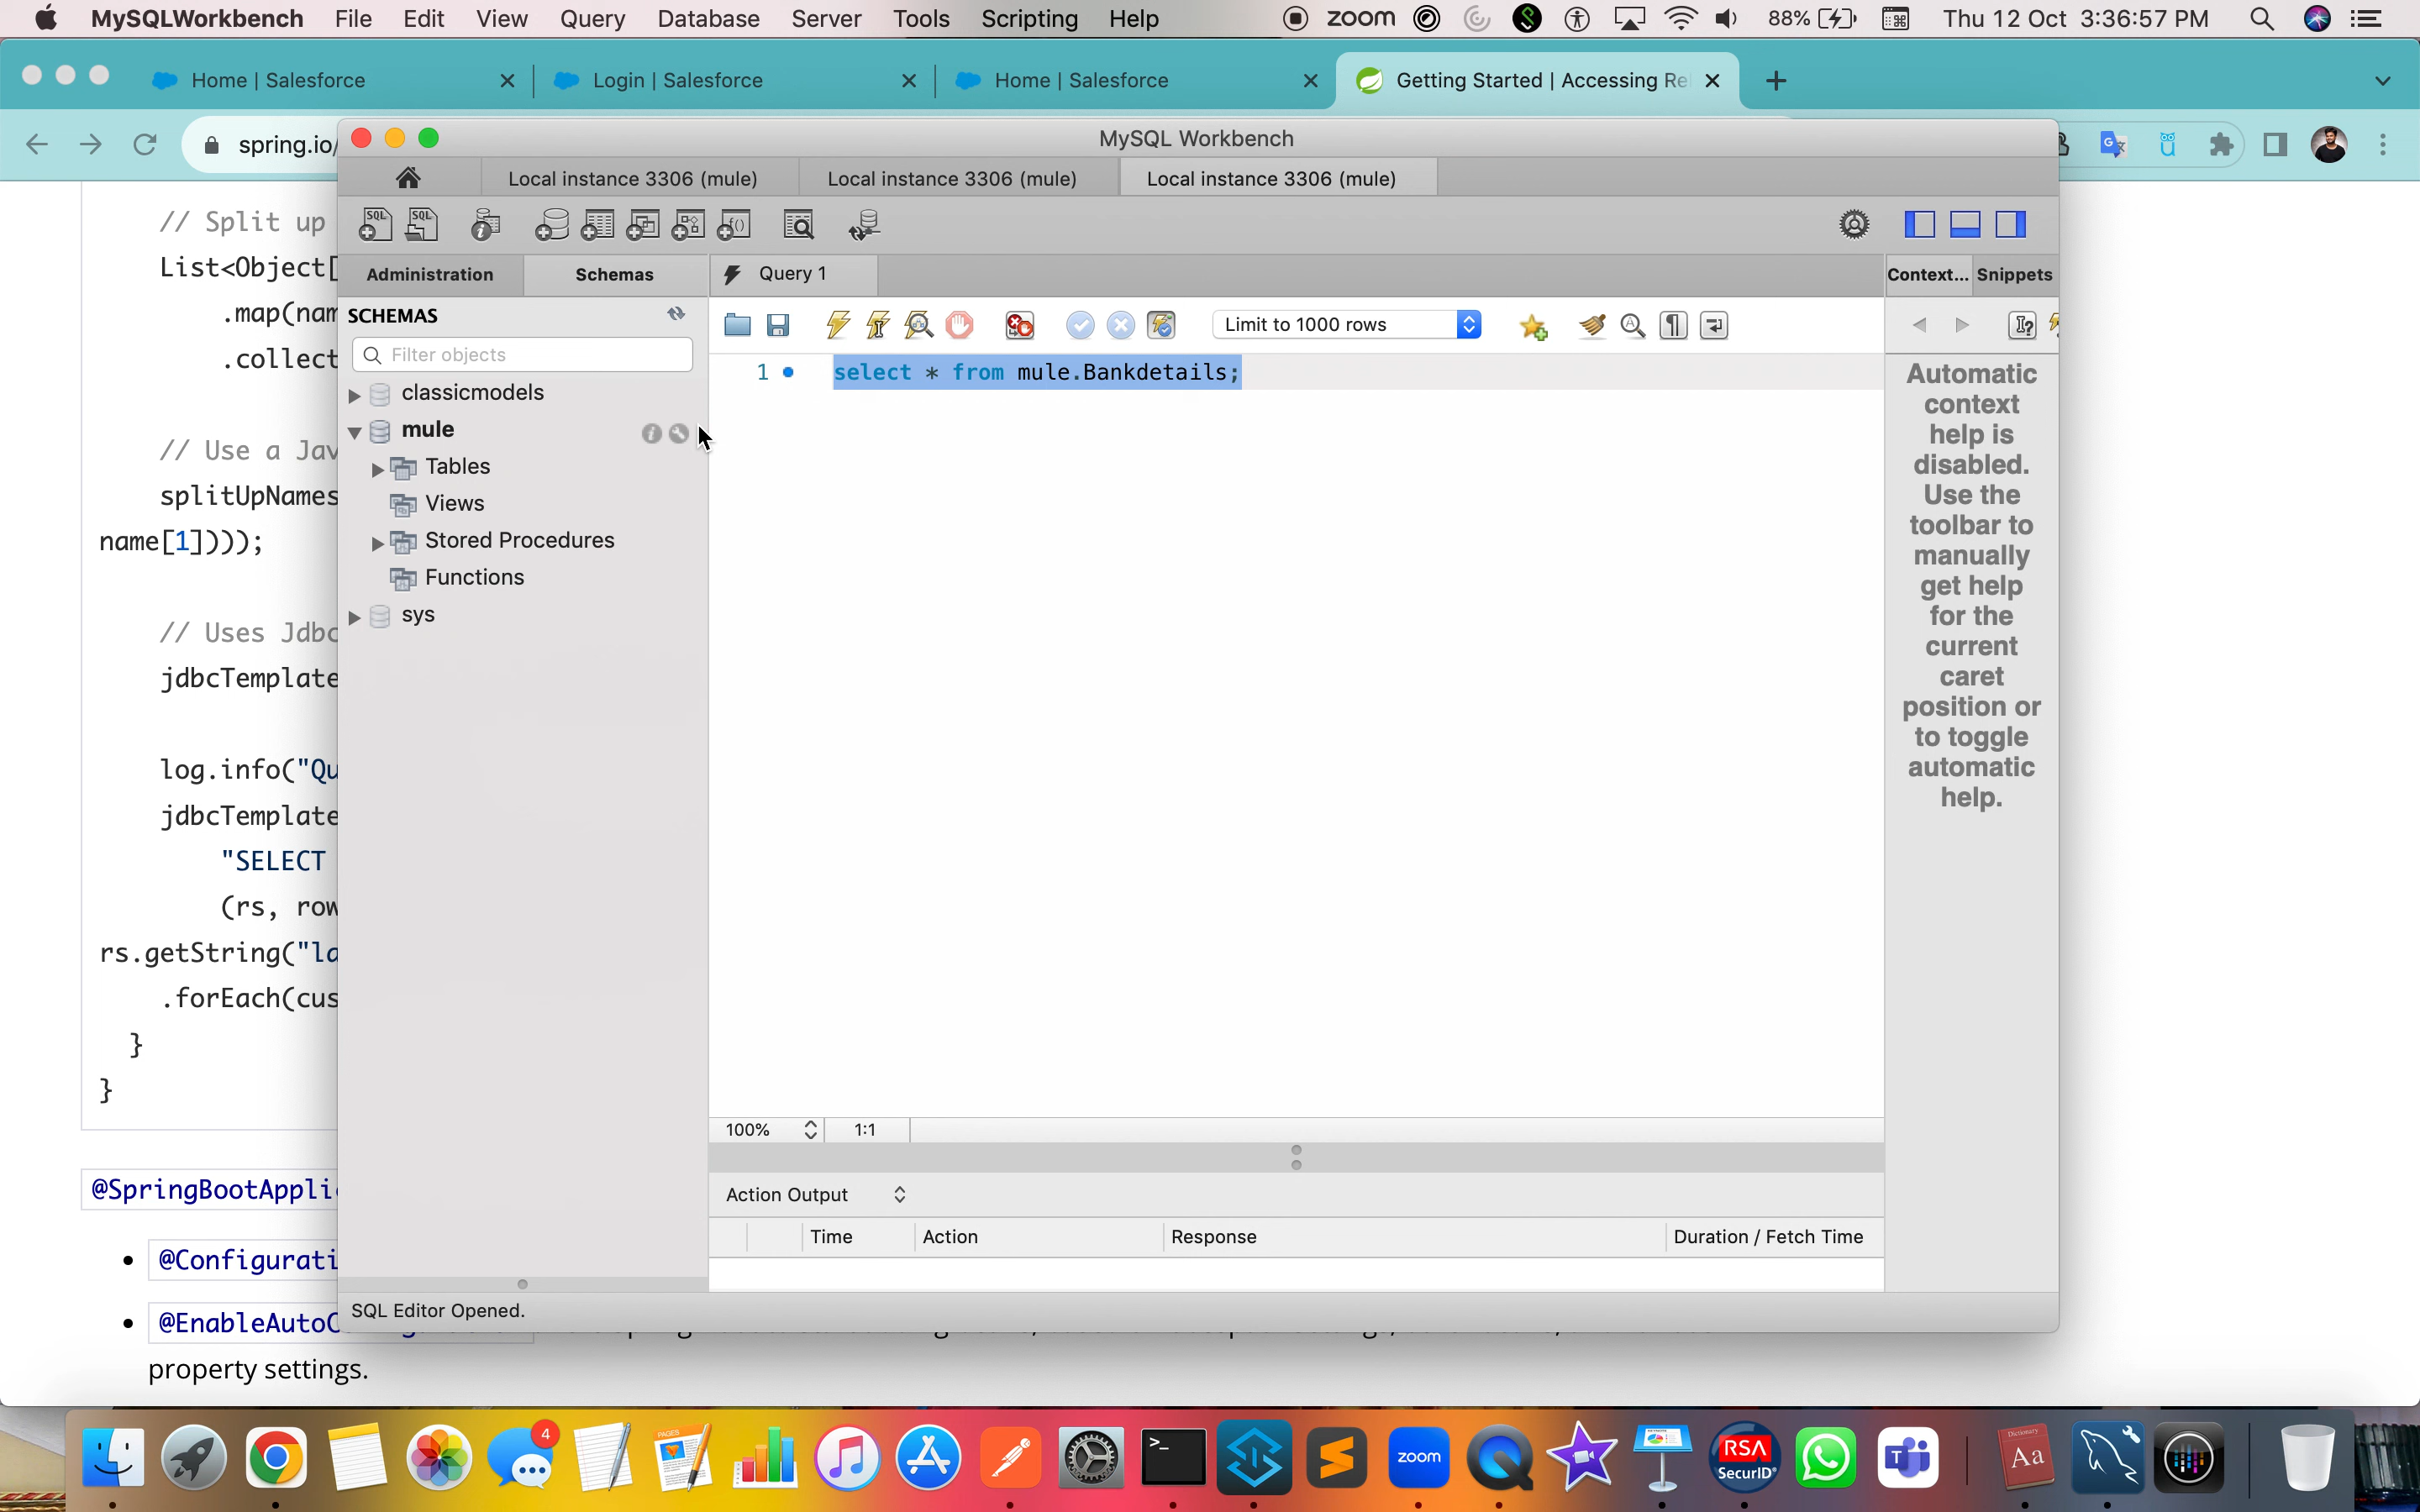 MySQLWorkbench File Edit View Query Database Server Tools Scripting Help zoom 88% Thu 12 Oct 3:36:57 PM
Home | Salesforce Login | Salesforce Home | Salesforce Getting Started | Accessing Re
spring.io/
MySQL Workbench
Local instance 3306 (mule) Local instance 3306 (mule) Local instance 3306 (mule)
Administration Schemas Query 1 Context... Snippets
SCHEMAS
Limit to 1000 rows
Filter objects
1 select * from mule.Bankdetails;
classicmodels
mule
Tables
Views
Stored Procedures
Functions
sys
Automatic
context
help is
disabled.
Use the
toolbar to
manually
get help
for the
current
caret
position or
to toggle
automatic
help.
100% 1:1
Action Output
Time Action Response Duration / Fetch Time
SQL Editor Opened.
// Split up
List<Object[
.map(nam
.collect
// Use a Jav
splitUpNames
name[1])));
// Uses Jdbc
jdbcTemplate
log.info("Qu
jdbcTemplate
"SELECT
(rs, row
rs.getString("la
.forEach(cus
}
}
@SpringBootApplic
@Configurati
@EnableAutoC
property settings.
4
PAGES
zoom
RSA
SecurID
Dictionary
Aa